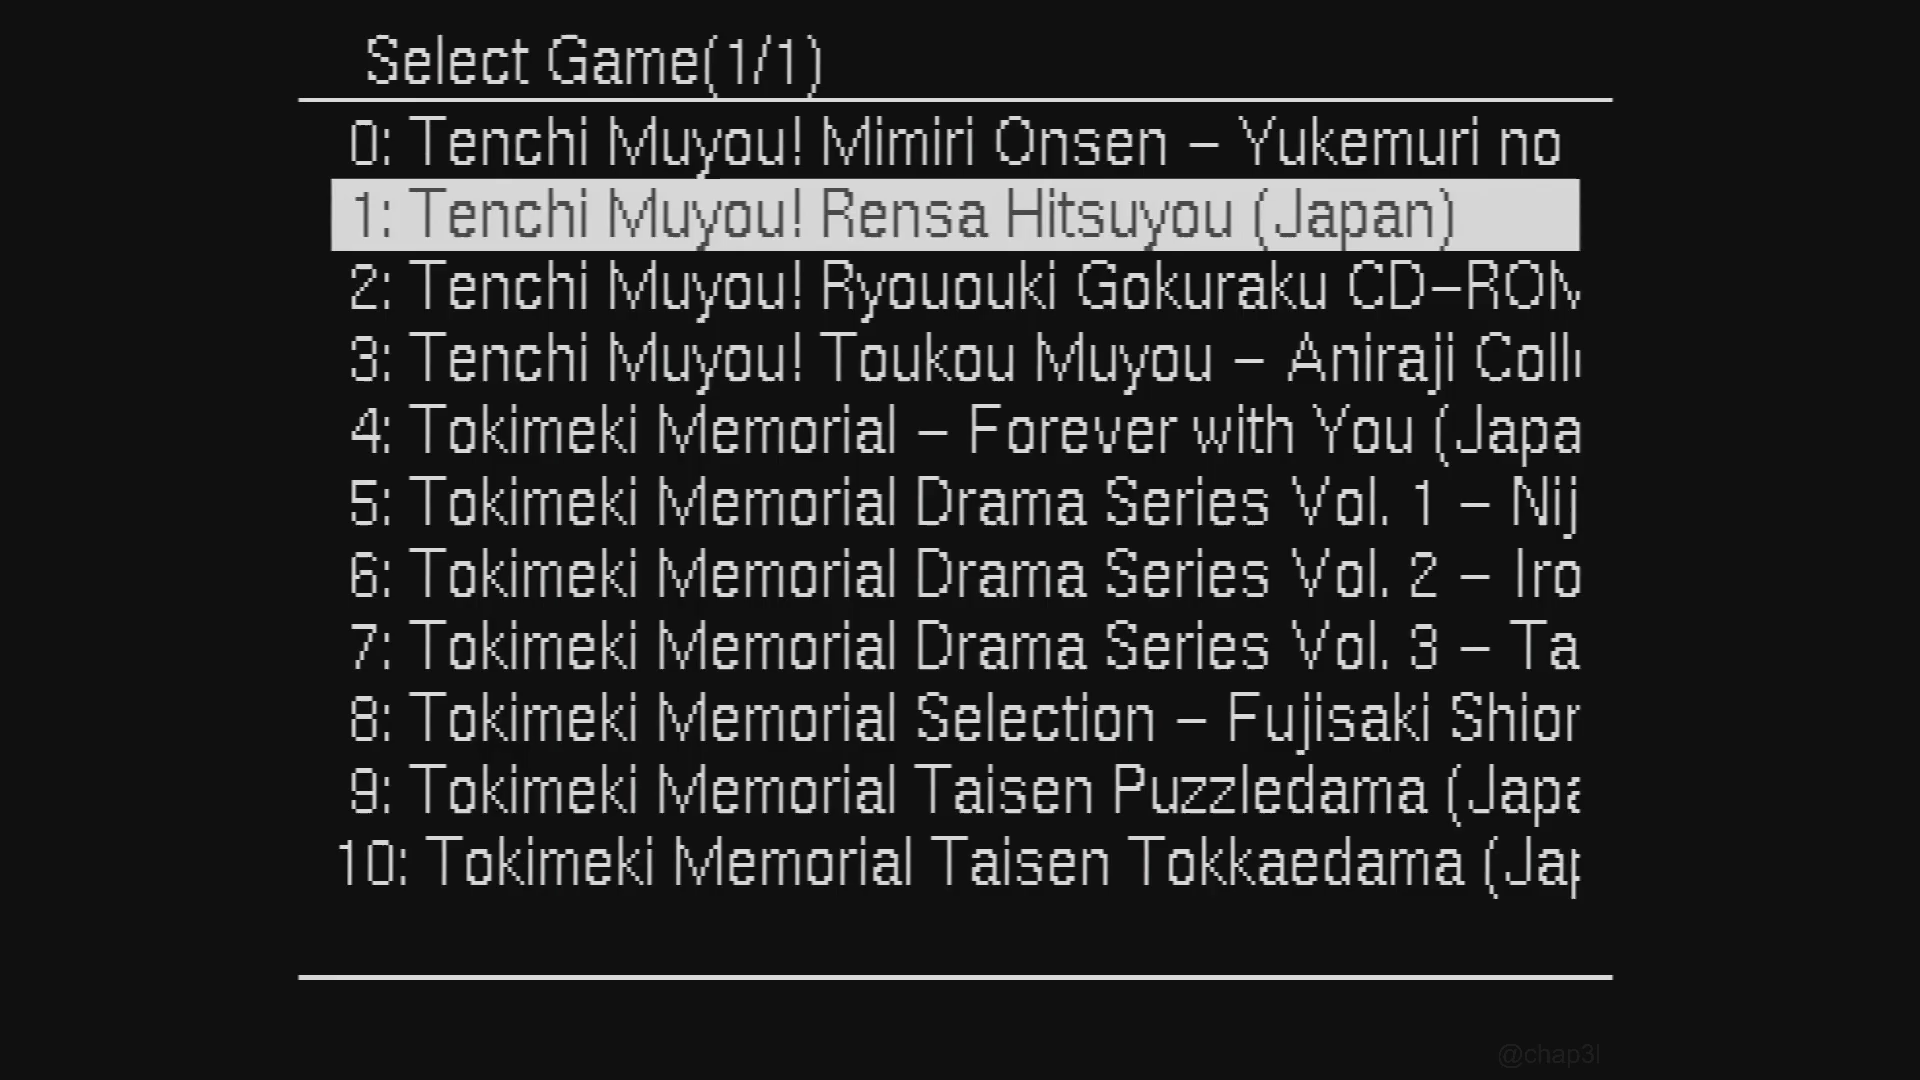 Select Game(1/1)
0: Tenchi Muyou! Mimiri Onsen – Yukemuri no
1: Tenchi Muyou! Rensa Hitsuyou (Japan)
2: Tenchi Muyou! Ryououki Gokuraku CD–ROM
3: Tenchi Muyou! Toukou Muyou – Aniraji Coll
4: Tokimeki Memorial – Forever with You (Japa
5: Tokimeki Memorial Drama Series Vol. 1 – Nij
6: Tokimeki Memorial Drama Series Vol. 2 – Iro
7: Tokimeki Memorial Drama Series Vol. 3 – Ta
8: Tokimeki Memorial Selection – Fujisaki Shior
9: Tokimeki Memorial Taisen Puzzledama (Japa
10: Tokimeki Memorial Taisen Tokkaedama (Jap
@chap3l